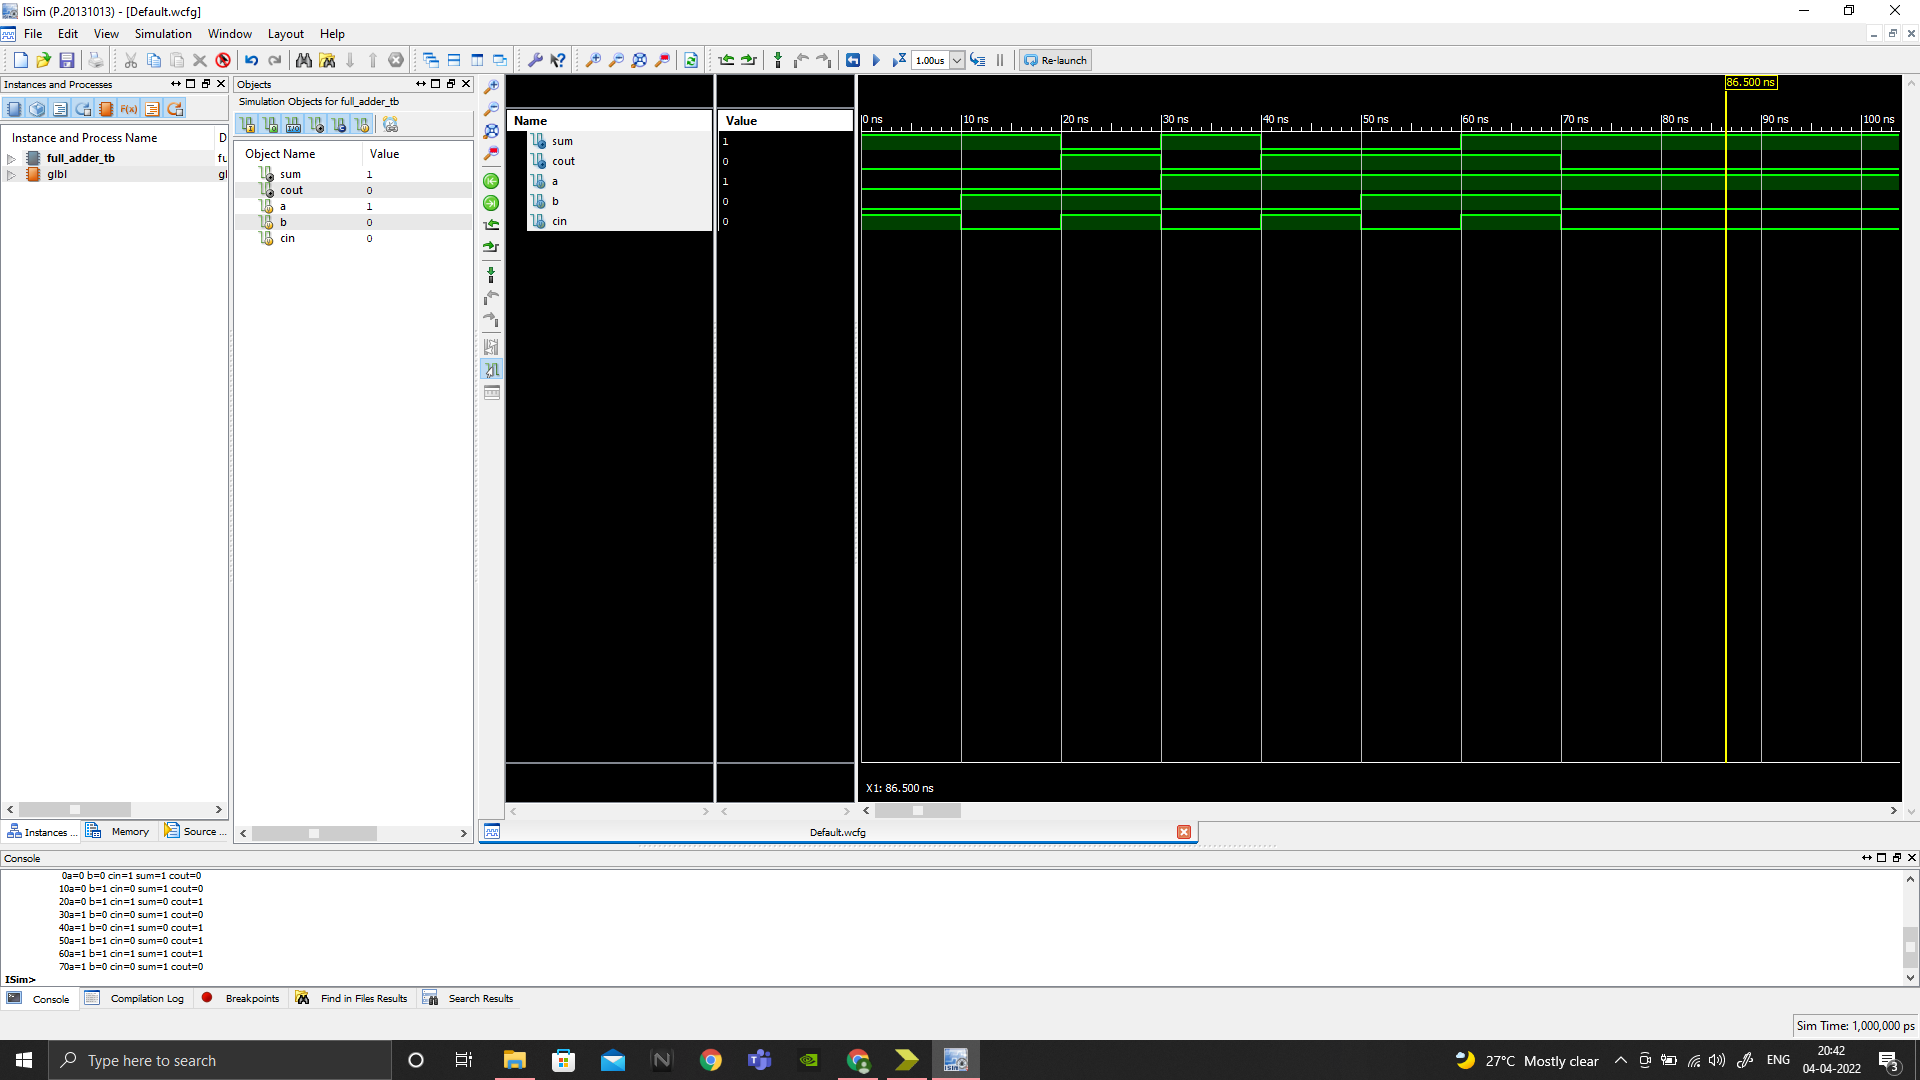 ISim (P.20131013) - [Default.wcfg]
File Edit View Simulation Window Layout Help
1.00us Re-launch
Instances and Processes
Objects
Simulation Objects for full_adder_tb
Instance and Process Name D
full_adder_tb fu
glbl gl
Object Name Value
sum 1
cout 0
a 1
b 0
cin 0
Name Value
sum 1
cout 0
a 1
b 0
cin 0
86.500 ns
0 ns 10 ns 20 ns 30 ns 40 ns 50 ns 60 ns 70 ns 80 ns 90 ns 100 ns
X1: 86.500 ns
Instances ... Memory Source ...
Default.wcfg
Console
0a=0 b=0 cin=1 sum=1 cout=0
10a=0 b=1 cin=0 sum=1 cout=0
20a=0 b=1 cin=1 sum=0 cout=1
30a=1 b=0 cin=0 sum=1 cout=0
40a=1 b=0 cin=1 sum=0 cout=1
50a=1 b=1 cin=0 sum=0 cout=1
60a=1 b=1 cin=1 sum=1 cout=1
70a=1 b=0 cin=0 sum=1 cout=0
ISim>
Console Compilation Log Breakpoints Find in Files Results Search Results
Sim Time: 1,000,000 ps
Type here to search
27°C Mostly clear
ENG
20:42
04-04-2022
3